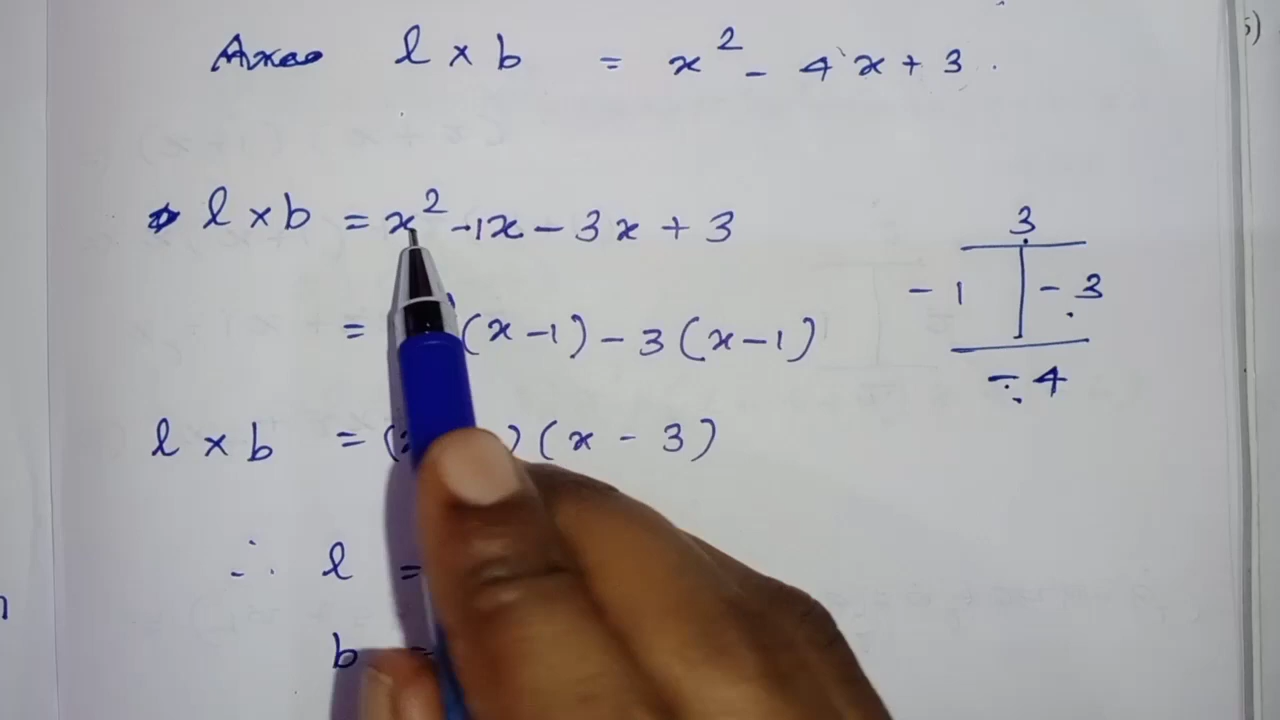 Area l × b = x² - 4x + 3 .
l × b = x² - 1x - 3x + 3
3
- 1 - 3
- 4
= (x - 1) - 3 (x - 1)
l × b = ( ) (x - 3)
∴ l =
b =